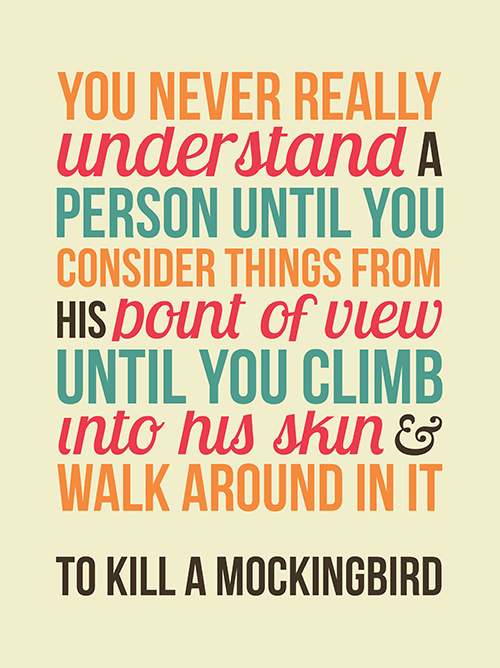 YOU NEVER REALLY
understand A
PERSON UNTIL YOU
CONSIDER THINGS FROM
HIS point of view
UNTIL YOU CLIMB
into his skin &
WALK AROUND IN IT
TO KILL A MOCKINGBIRD